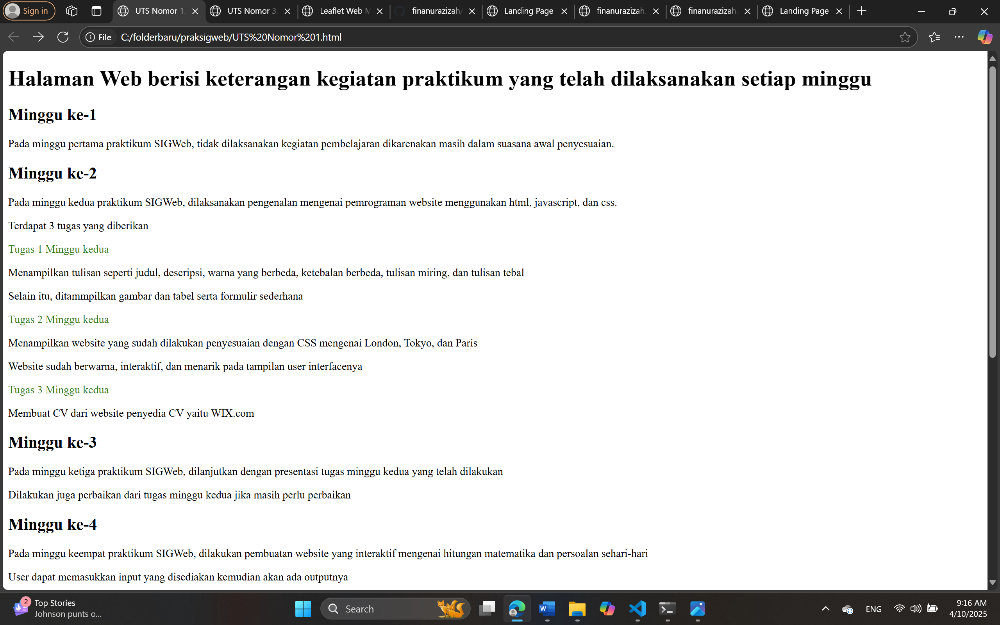 Sign in
UTS Nomor 1.
UTS Nomor 3.
Leaflet Web M
finanurazizah/
Landing Page
finanurazizah.
finanurazizah.
Landing Page
File C:/folderbaru/praksigweb/UTS%20Nomor%201.html
Halaman Web berisi keterangan kegiatan praktikum yang telah dilaksanakan setiap minggu
Minggu ke-1
Pada minggu pertama praktikum SIGWeb, tidak dilaksanakan kegiatan pembelajaran dikarenakan masih dalam suasana awal penyesuaian.
Minggu ke-2
Pada minggu kedua praktikum SIGWeb, dilaksanakan pengenalan mengenai pemrograman website menggunakan html, javascript, dan css.
Terdapat 3 tugas yang diberikan
Tugas 1 Minggu kedua
Menampilkan tulisan seperti judul, descripsi, warna yang berbeda, ketebalan berbeda, tulisan miring, dan tulisan tebal
Selain itu, ditammpilkan gambar dan tabel serta formulir sederhana
Tugas 2 Minggu kedua
Menampilkan website yang sudah dilakukan penyesuaian dengan CSS mengenai London, Tokyo, dan Paris
Website sudah berwarna, interaktif, dan menarik pada tampilan user interfacenya
Tugas 3 Minggu kedua
Membuat CV dari website penyedia CV yaitu WIX.com
Minggu ke-3
Pada minggu ketiga praktikum SIGWeb, dilanjutkan dengan presentasi tugas minggu kedua yang telah dilakukan
Dilakukan juga perbaikan dari tugas minggu kedua jika masih perlu perbaikan
Minggu ke-4
Pada minggu keempat praktikum SIGWeb, dilakukan pembuatan website yang interaktif mengenai hitungan matematika dan persoalan sehari-hari
User dapat memasukkan input yang disediakan kemudian akan ada outputnya
2
Top Stories
Johnson punts o...
Search
ENG
9:16 AM
4/10/2025